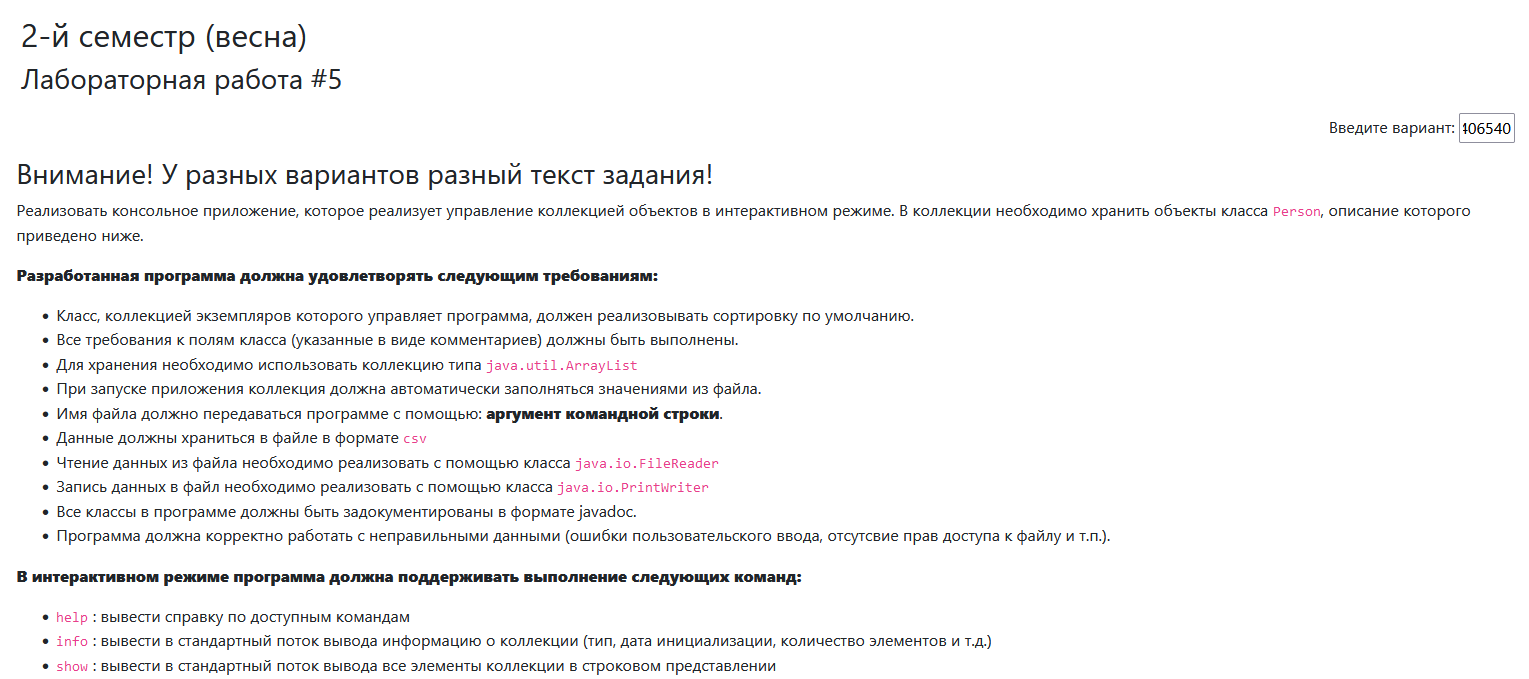 2-й семестр (весна)
Лабораторная работа #5
Введите вариант: 406540
Внимание! У разных вариантов разный текст задания!
Реализовать консольное приложение, которое реализует управление коллекцией объектов в интерактивном режиме. В коллекции необходимо хранить объекты класса Person, описание которого
приведено ниже.
Разработанная программа должна удовлетворять следующим требованиям:
• Класс, коллекцией экземпляров которого управляет программа, должен реализовывать сортировку по умолчанию.
• Все требования к полям класса (указанные в виде комментариев) должны быть выполнены.
• Для хранения необходимо использовать коллекцию типа java.util.ArrayList
• При запуске приложения коллекция должна автоматически заполняться значениями из файла.
• Имя файла должно передаваться программе с помощью: аргумент командной строки.
• Данные должны храниться в файле в формате csv
• Чтение данных из файла необходимо реализовать с помощью класса java.io.FileReader
• Запись данных в файл необходимо реализовать с помощью класса java.io.PrintWriter
• Все классы в программе должны быть задокументированы в формате javadoc.
• Программа должна корректно работать с неправильными данными (ошибки пользовательского ввода, отсутсвие прав доступа к файлу и т.п.).
В интерактивном режиме программа должна поддерживать выполнение следующих команд:
• help : вывести справку по доступным командам
• info : вывести в стандартный поток вывода информацию о коллекции (тип, дата инициализации, количество элементов и т.д.)
• show : вывести в стандартный поток вывода все элементы коллекции в строковом представлении